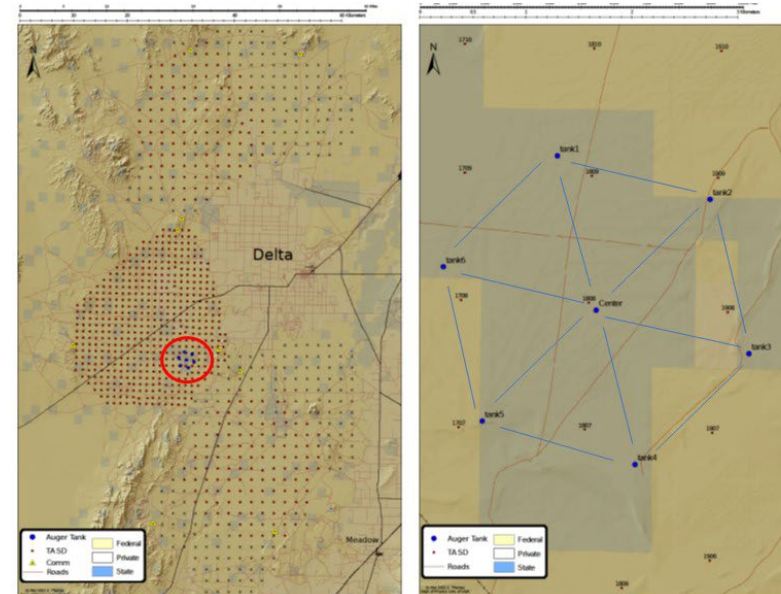 N
Delta
Meadow
Auger Tank
TA SD
Comm
Roads
Federal
Private
State
N
1710
1810
1910
tank1
1709
1809
1909
tank2
tank6
1708
1808
Center
1908
tank3
tank5
1707
1807
1907
tank4
1906
1806
Auger Tank
TA SD
Roads
Federal
Private
State